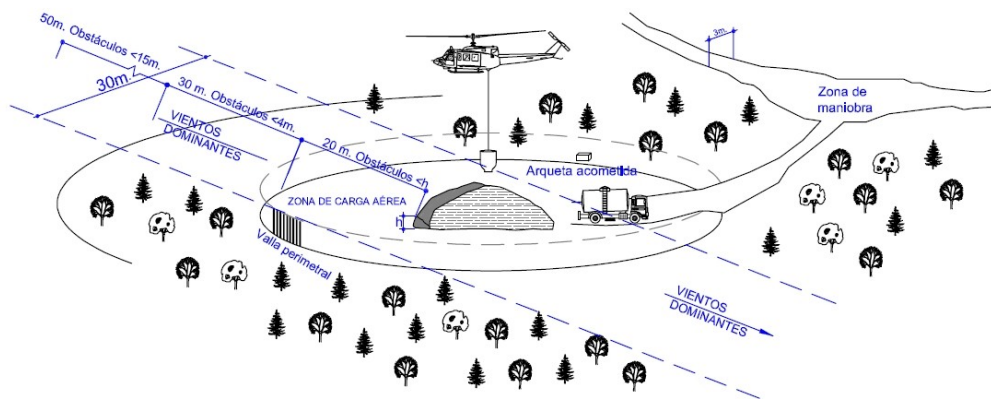 50m. Obstáculos <15m.
30m.
30 m. Obstáculos <4m.
VIENTOS
DOMINANTES
20 m. Obstáculos <h
3m.
Zona de
maniobra
Arqueta acometida
ZONA DE CARGA AÉREA
h
Valla perimetral
VIENTOS
DOMINANTES